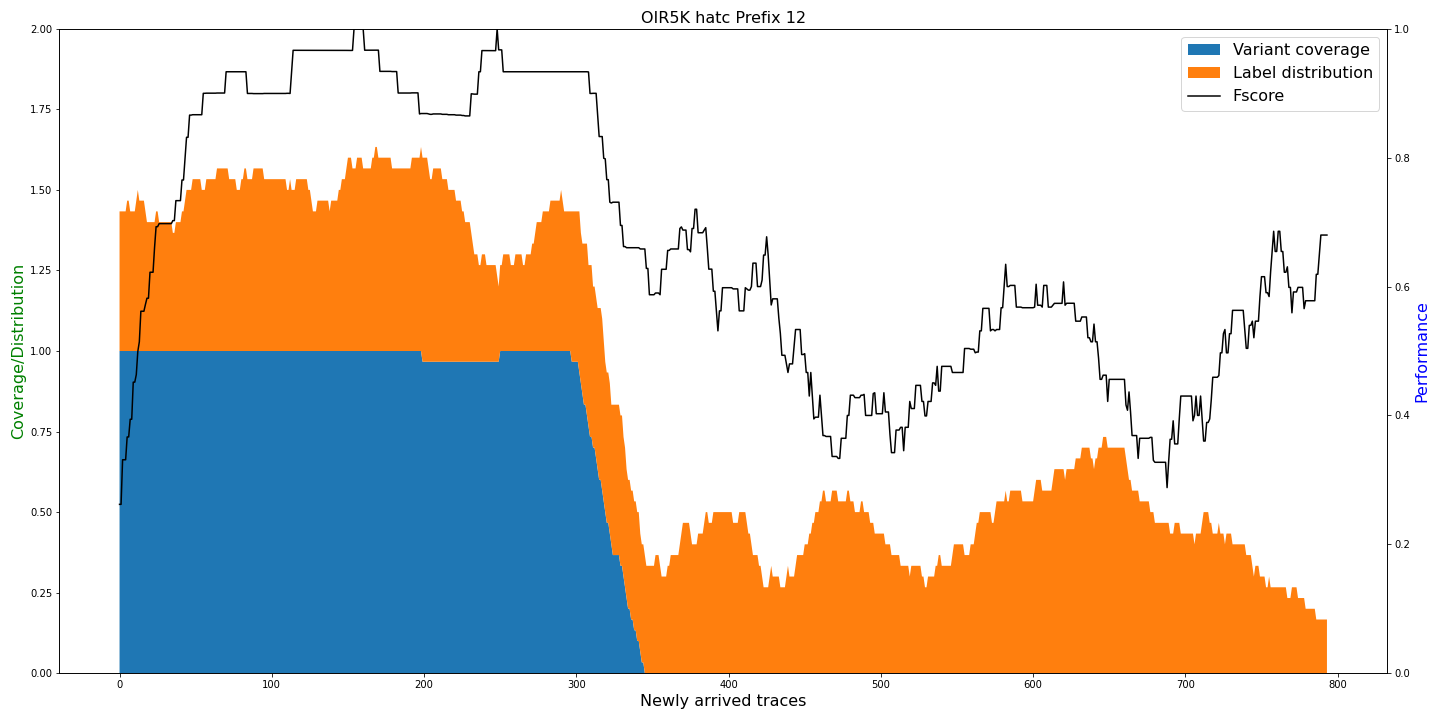 OIR5K hatc Prefix 12
2.00
1.75
1.50
1.25
1.00
0.75
0.50
0.25
0.00
Coverage/Distribution
Variant coverage
Label distribution
Fscore
1.0
0.8
0.6
0.4
0.2
0.0
Performance
0 100 200 300 400 500 600 700 800
Newly arrived traces